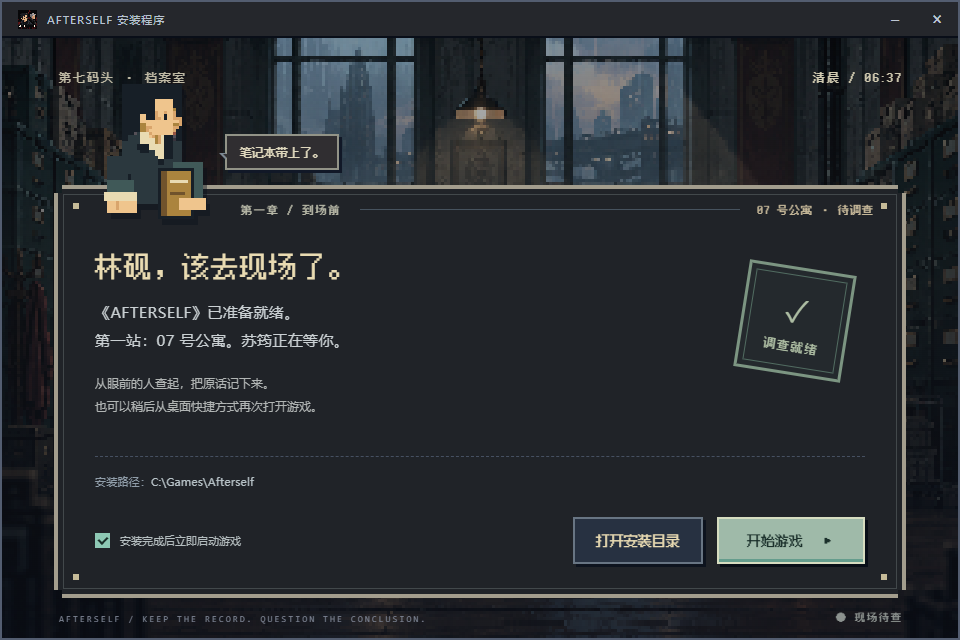 AFTERSELF 安装程序
第七码头 · 档案室
清晨 / 06:37
笔记本带上了。
第一章 / 到场前
07 号公寓 · 待调查
林砚，该去现场了。
《AFTERSELF》已准备就绪。
第一站：07 号公寓。苏筠正在等你。
调查就绪
从眼前的人查起，把原话记下来。
也可以稍后从桌面快捷方式再次打开游戏。
安装路径：C:\Games\Afterself
安装完成后立即启动游戏
打开安装目录
开始游戏
AFTERSELF / KEEP THE RECORD. QUESTION THE CONCLUSION.
现场待查